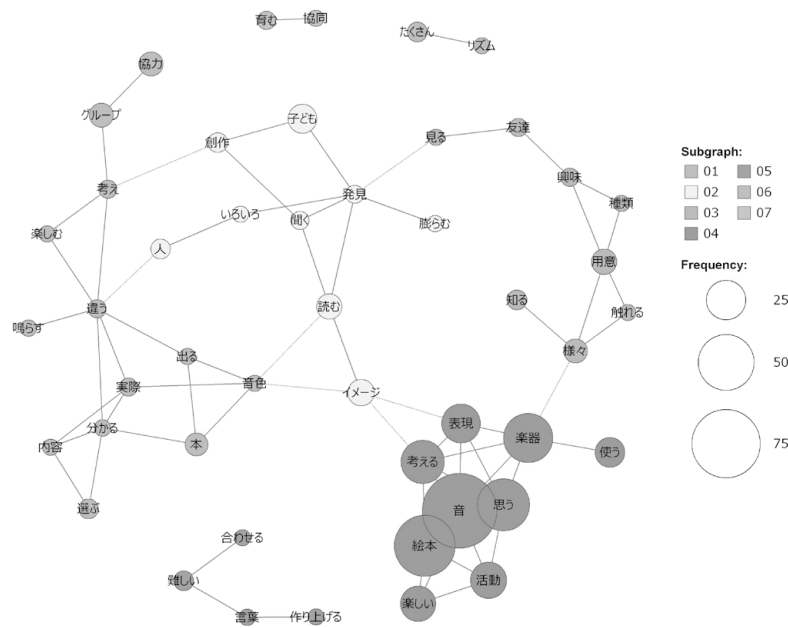 育む
協同
たくさん
リズム
協力
グループ
子ども
創作
見る
友達
興味
種類
考え
いろいろ
発見
聞く
膨らむ
楽しむ
人
用意
知る
触れる
違う
読む
鳴らす
様々
出る
実際
音色
イメージ
表現
楽器
使う
分かる
内容
本
考える
音
思う
選ぶ
絵本
合わせる
難しい
活動
楽しい
言葉
作り上げる
Subgraph:
01 05
02 06
03 07
04
Frequency:
25
50
75